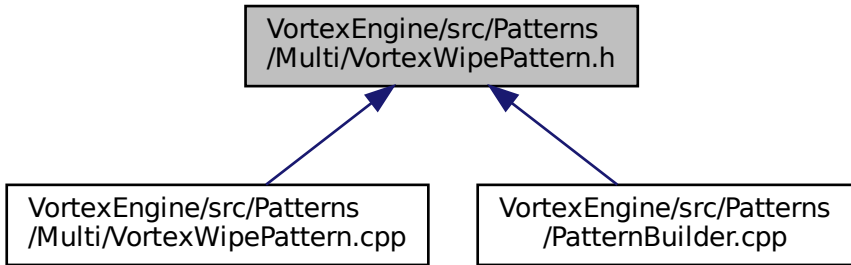 VortexEngine/src/Patterns
/Multi/VortexWipePattern.h
VortexEngine/src/Patterns
/Multi/VortexWipePattern.cpp
VortexEngine/src/Patterns
/PatternBuilder.cpp